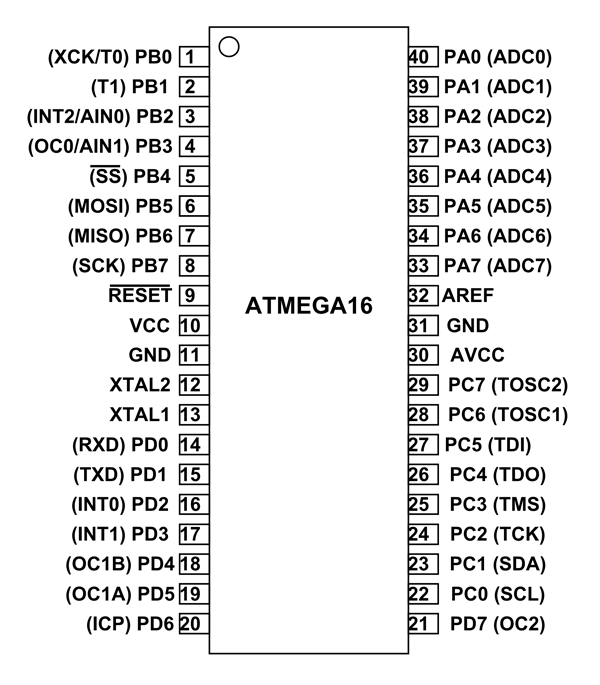 (XCK/T0) PB0 1 40 PA0 (ADC0)
(T1) PB1 2 39 PA1 (ADC1)
(INT2/AIN0) PB2 3 38 PA2 (ADC2)
(OC0/AIN1) PB3 4 37 PA3 (ADC3)
(SS) PB4 5 36 PA4 (ADC4)
(MOSI) PB5 6 35 PA5 (ADC5)
(MISO) PB6 7 34 PA6 (ADC6)
(SCK) PB7 8 33 PA7 (ADC7)
RESET 9 32 AREF
ATMEGA16
VCC 10 31 GND
GND 11 30 AVCC
XTAL2 12 29 PC7 (TOSC2)
XTAL1 13 28 PC6 (TOSC1)
(RXD) PD0 14 27 PC5 (TDI)
(TXD) PD1 15 26 PC4 (TDO)
(INT0) PD2 16 25 PC3 (TMS)
(INT1) PD3 17 24 PC2 (TCK)
(OC1B) PD4 18 23 PC1 (SDA)
(OC1A) PD5 19 22 PC0 (SCL)
(ICP) PD6 20 21 PD7 (OC2)